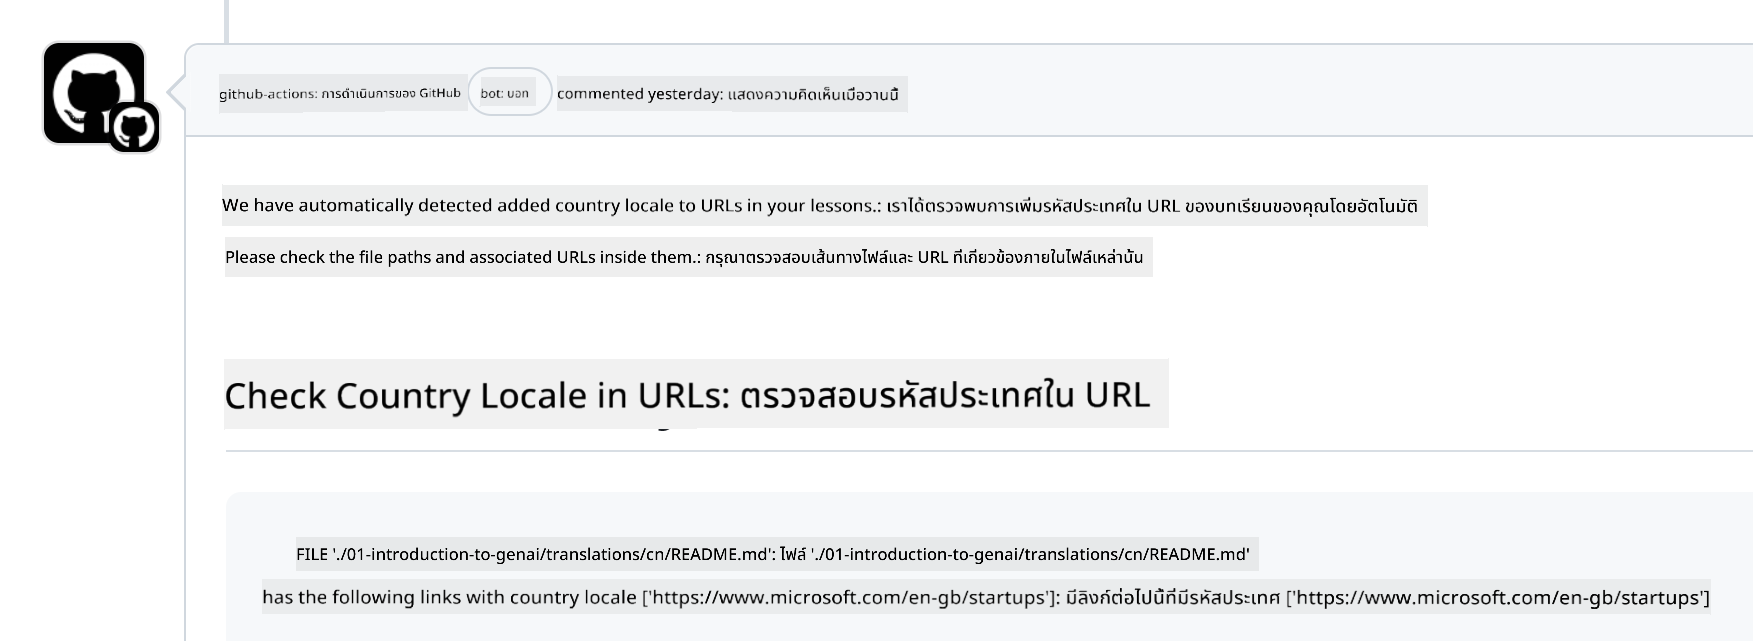 github-actions: การดำเนินการของ GitHub bot: บอท commented yesterday: แสดงความคิดเห็นเมื่อวานนี้
We have automatically detected added country locale to URLs in your lessons.: เราได้ตรวจพบการเพิ่มรหัสประเทศใน URL ของบทเรียนของคุณโดยอัตโนมัติ
Please check the file paths and associated URLs inside them.: กรุณาตรวจสอบเส้นทางไฟล์และ URL ที่เกี่ยวข้องภายในไฟล์เหล่านั้น
Check Country Locale in URLs: ตรวจสอบรหัสประเทศใน URL
FILE './01-introduction-to-genai/translations/cn/README.md': ไฟล์ './01-introduction-to-genai/translations/cn/README.md'
has the following links with country locale ['https://www.microsoft.com/en-gb/startups']: มีลิงก์ต่อไปนี้ที่มีรหัสประเทศ ['https://www.microsoft.com/en-gb/startups']